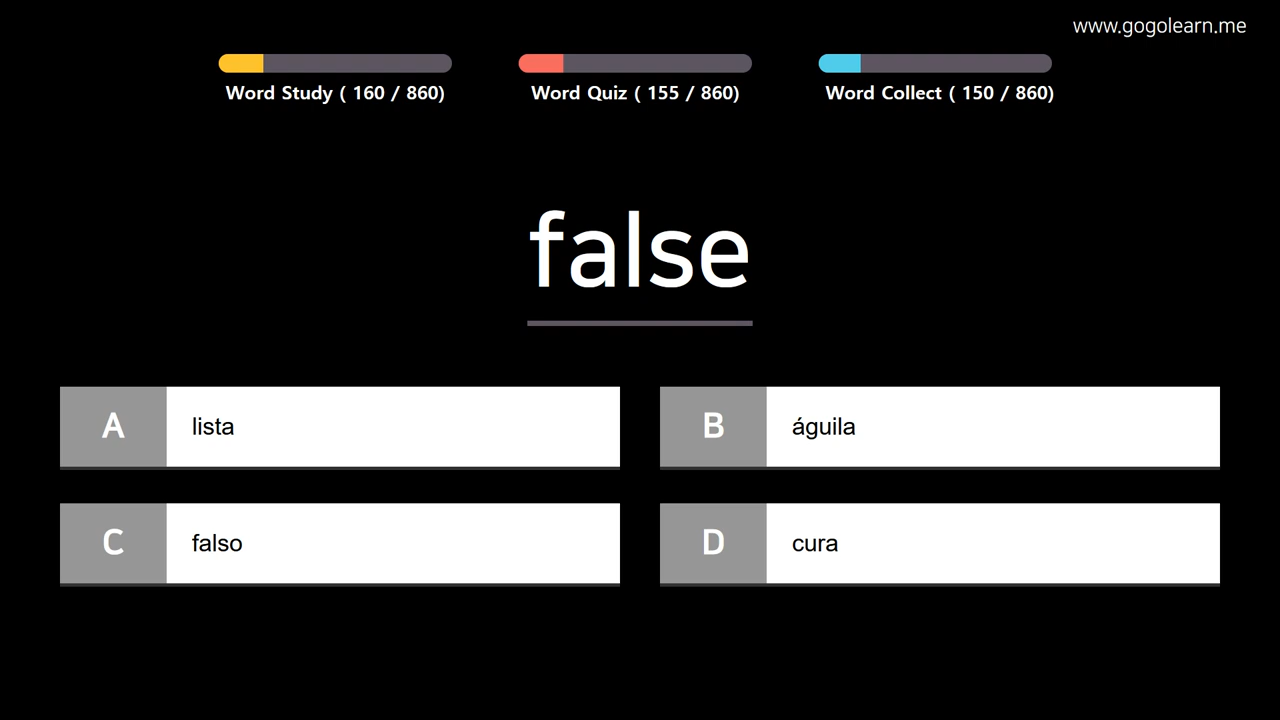 www.gogolearn.me
Word Study ( 160 / 860)
Word Quiz ( 155 / 860)
Word Collect ( 150 / 860)
false
A
lista
B
águila
C
falso
D
cura